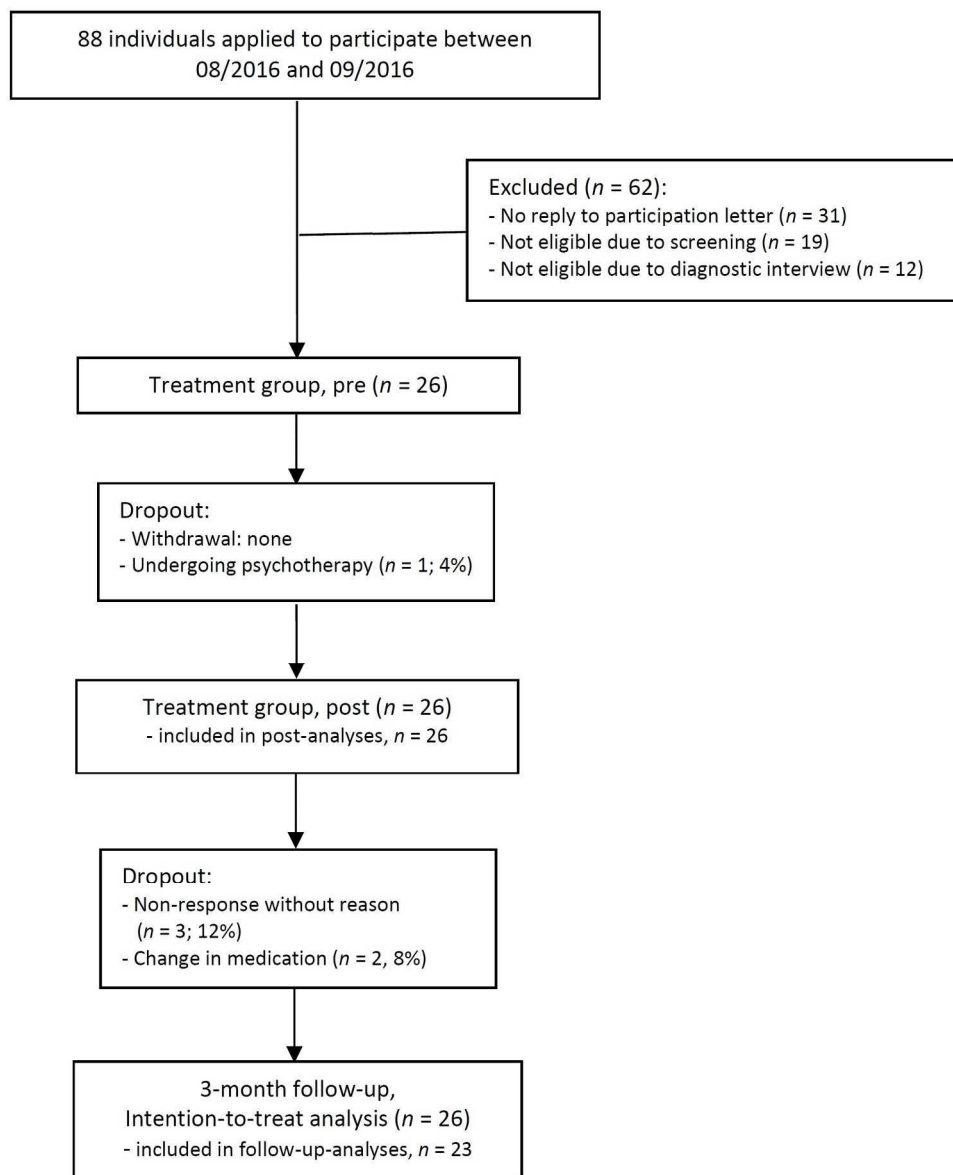 88 individuals applied to participate between
08/2016 and 09/2016
Excluded (n = 62):
- No reply to participation letter (n = 31)
- Not eligible due to screening (n = 19)
- Not eligible due to diagnostic interview (n = 12)
Treatment group, pre (n = 26)
Dropout:
- Withdrawal: none
- Undergoing psychotherapy (n = 1; 4%)
Treatment group, post (n = 26)
- included in post-analyses, n = 26
Dropout:
- Non-response without reason
(n = 3; 12%)
- Change in medication (n = 2, 8%)
3-month follow-up,
Intention-to-treat analysis (n = 26)
- included in follow-up-analyses, n = 23